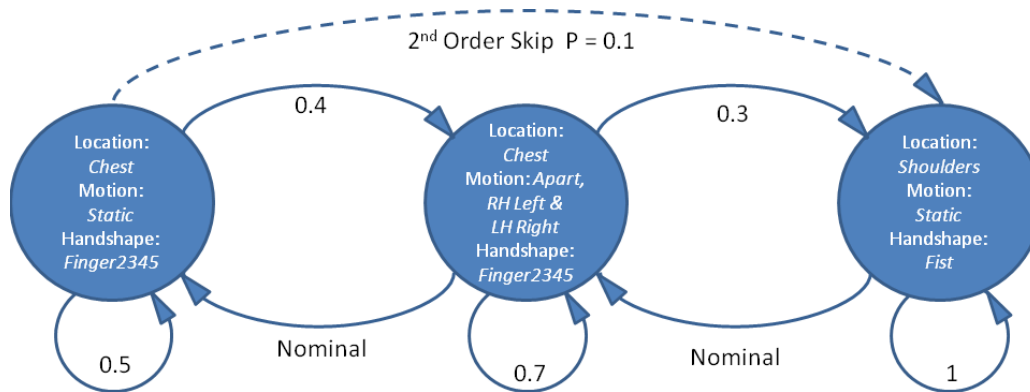 2nd Order Skip P = 0.1
0.4
0.3
Location:
Chest
Motion:
Static
Handshape:
Finger2345
Location:
Chest
Motion: Apart,
RH Left &
LH Right
Handshape:
Finger2345
Location:
Shoulders
Motion:
Static
Handshape:
Fist
Nominal
Nominal
0.5
0.7
1